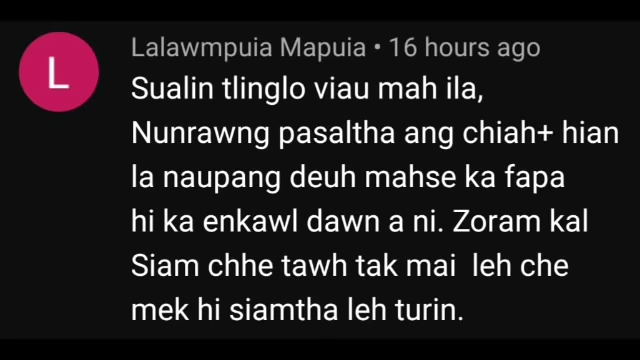 L
Lalawmpuia Mapuia • 16 hours ago
Sualin tlinglo viau mah ila,
Nunrawng pasaltha ang chiah+ hian
la naupang deuh mahse ka fapa
hi ka enkawl dawn a ni. Zoram kal
Siam chhe tawh tak mai leh che
mek hi siamtha leh turin.